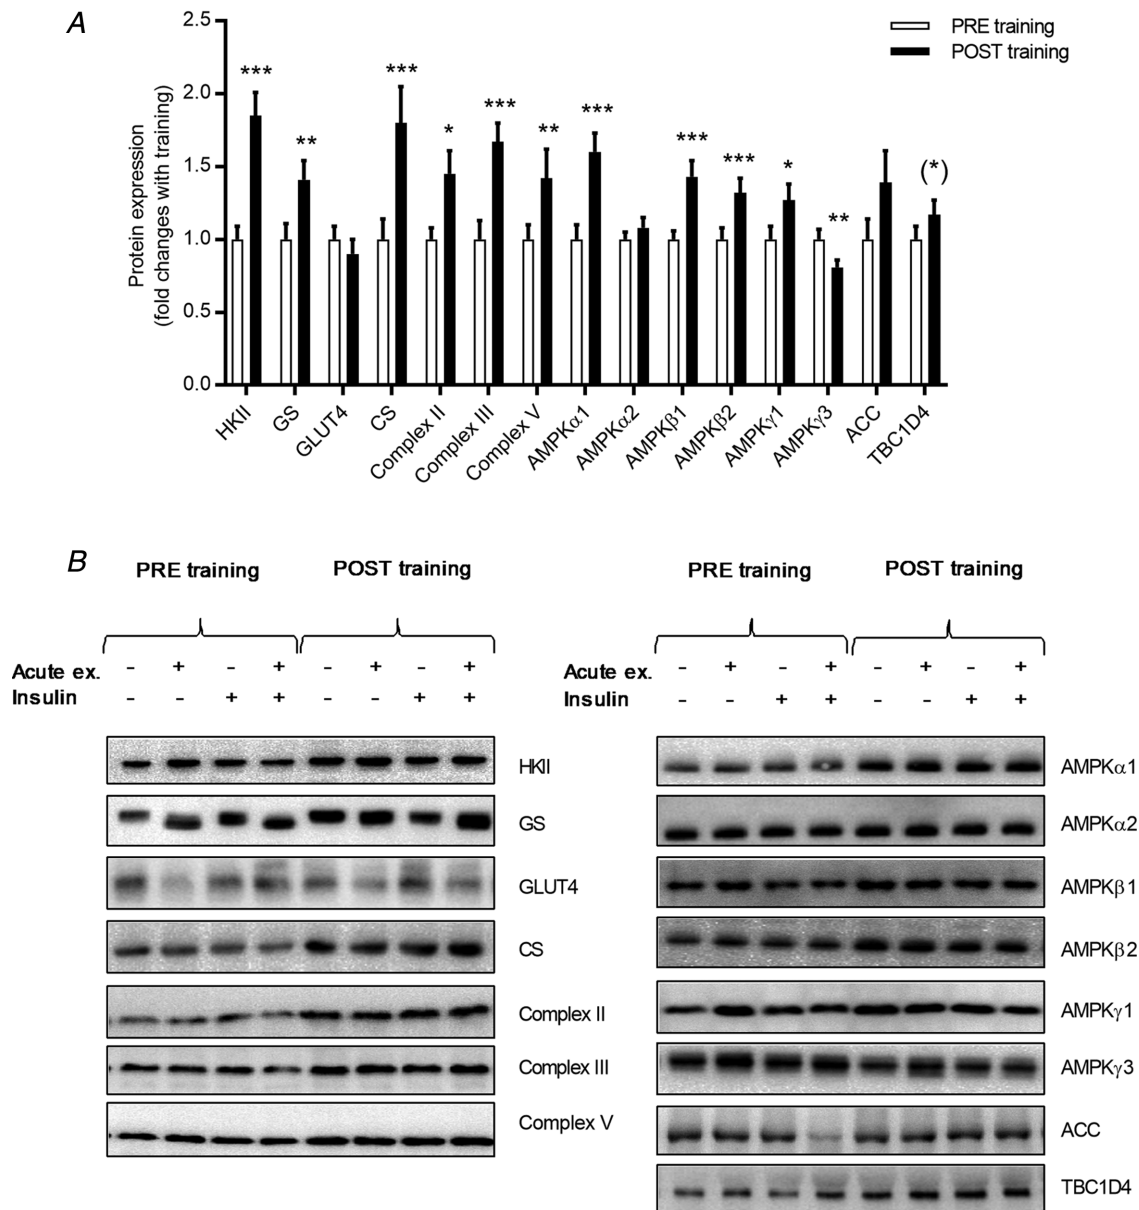 A
2.5
2.0
1.5
1.0
0.5
0.0
Protein expression
(fold changes with training)
PRE training
POST training
***
**
***
*
***
**
***
***
***
*
**
(*)
HKII
GS
GLUT4
CS
Complex II
Complex III
Complex V
AMPKα1
AMPKα2
AMPKβ1
AMPKβ2
AMPKγ1
AMPKγ3
ACC
TBC1D4
B
PRE training POST training
Acute ex. - + - + - + - +
Insulin - - + + - - + +
HKII
GS
GLUT4
CS
Complex II
Complex III
Complex V
PRE training POST training
Acute ex. - + - + - + - +
Insulin - - + + - - + +
AMPKα1
AMPKα2
AMPKβ1
AMPKβ2
AMPKγ1
AMPKγ3
ACC
TBC1D4